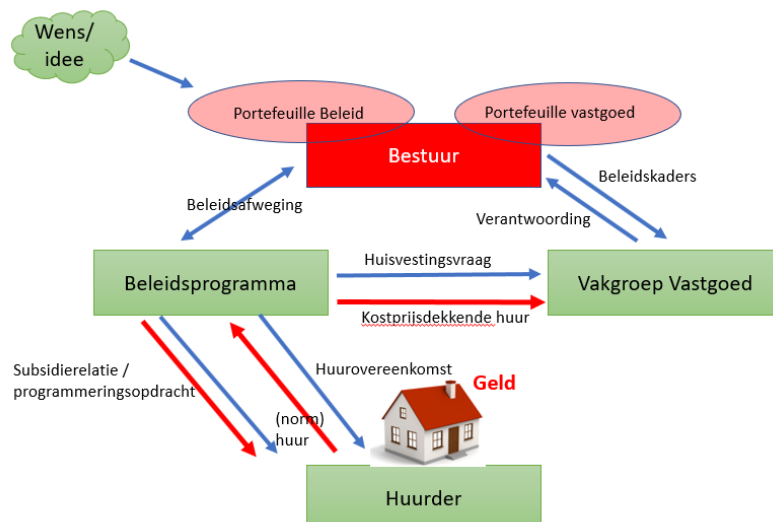 Wens/
idee
Portefeuille Beleid
Portefeuille vastgoed
Bestuur
Beleidskaders
Beleidsafweging
Verantwoording
Huisvestingsvraag
Beleidsprogramma
Vakgroep Vastgoed
Kostprijsdekkende huur
Subsidierelatie /
programmeringsopdracht
Huurovereenkomst
Geld
(norm)
huur
Huurder